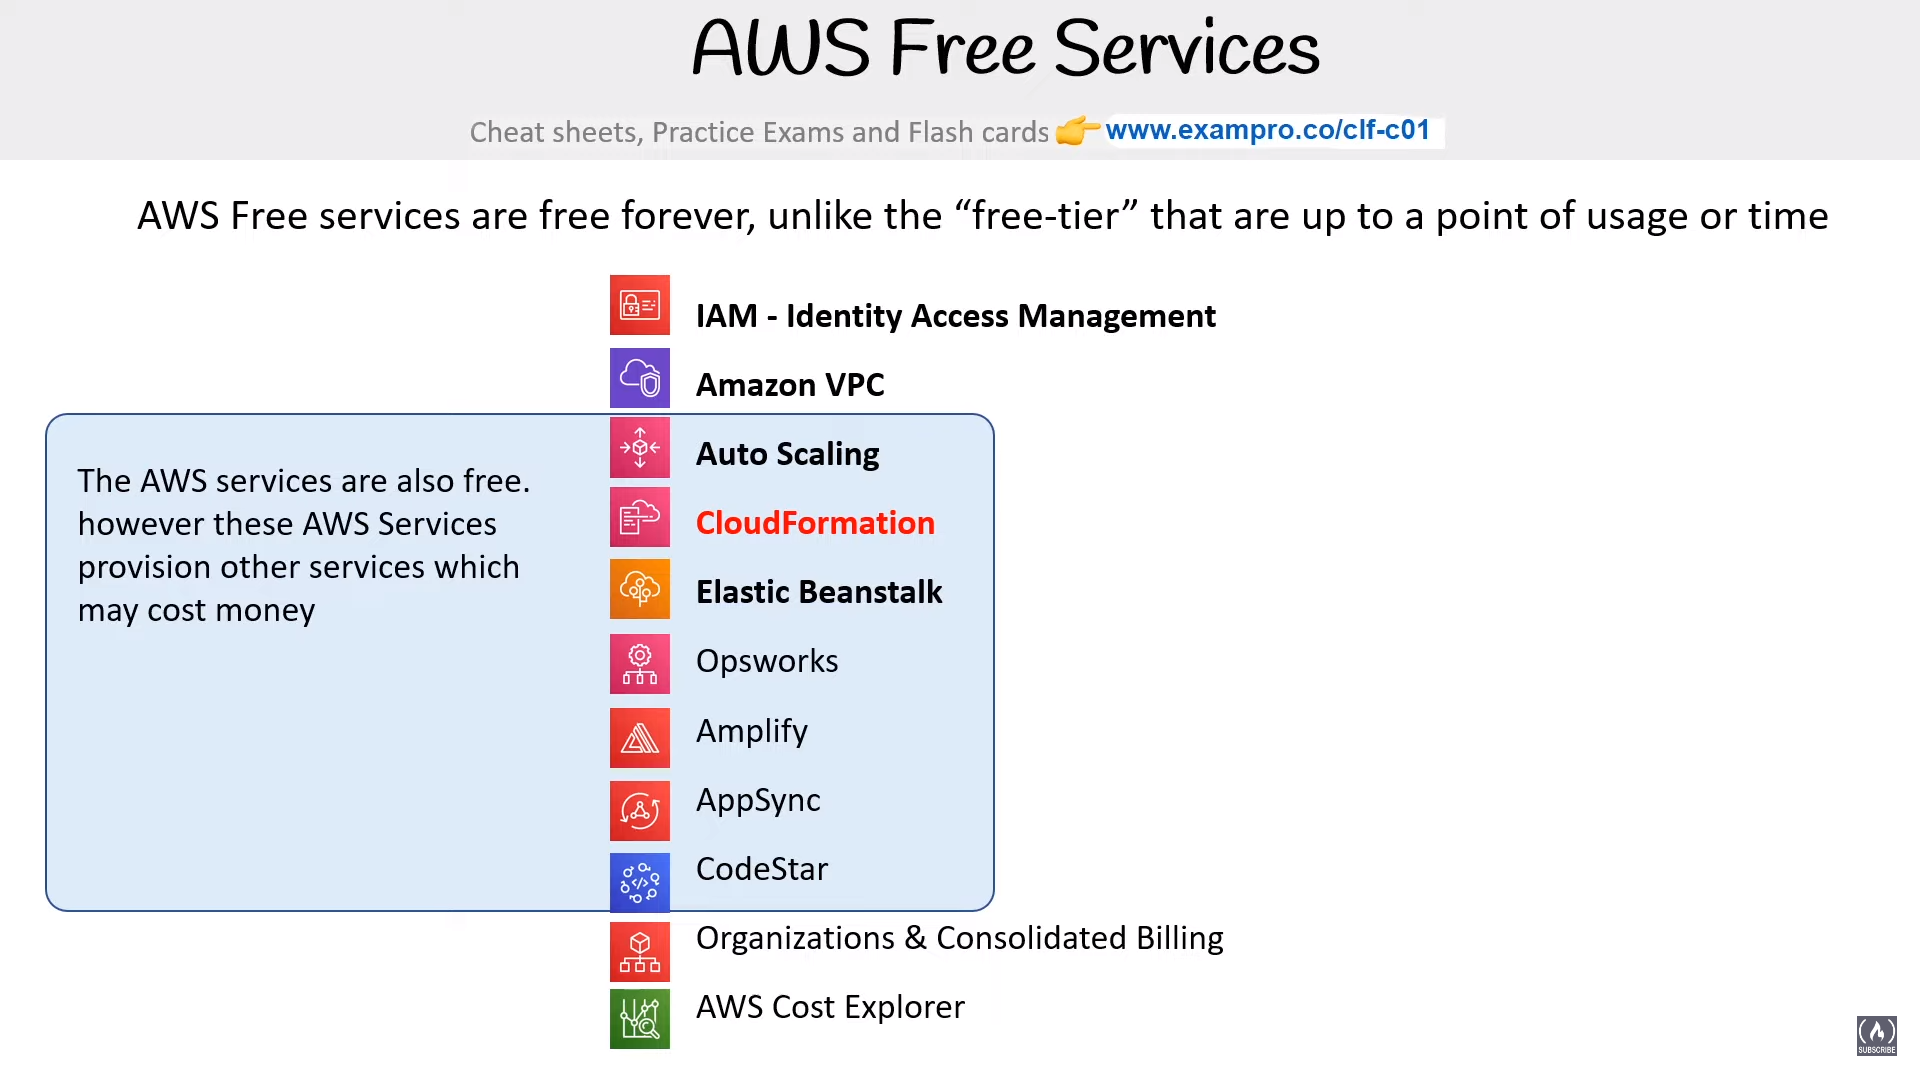 AWS Free Services
Cheat sheets, Practice Exams and Flash cards 👉 www.exampro.co/clf-c01
AWS Free services are free forever, unlike the “free-tier” that are up to a point of usage or time
IAM - Identity Access Management
Amazon VPC
The AWS services are also free.
however these AWS Services
provision other services which
may cost money
Auto Scaling
CloudFormation
Elastic Beanstalk
Opsworks
Amplify
AppSync
CodeStar
Organizations & Consolidated Billing
AWS Cost Explorer
SUBSCRIBE